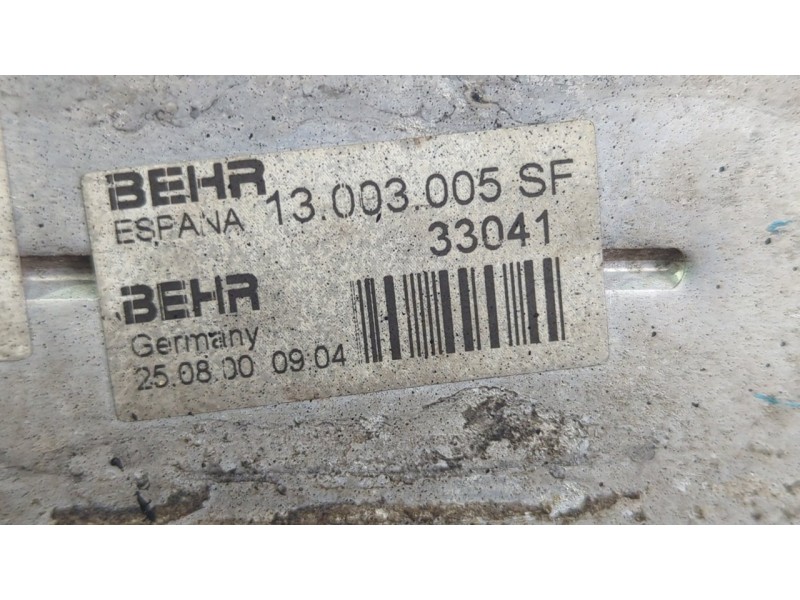 BEHR 13.003.005 SF
ESPANA 33041
BEHR
Germany
25.08.00 09:04